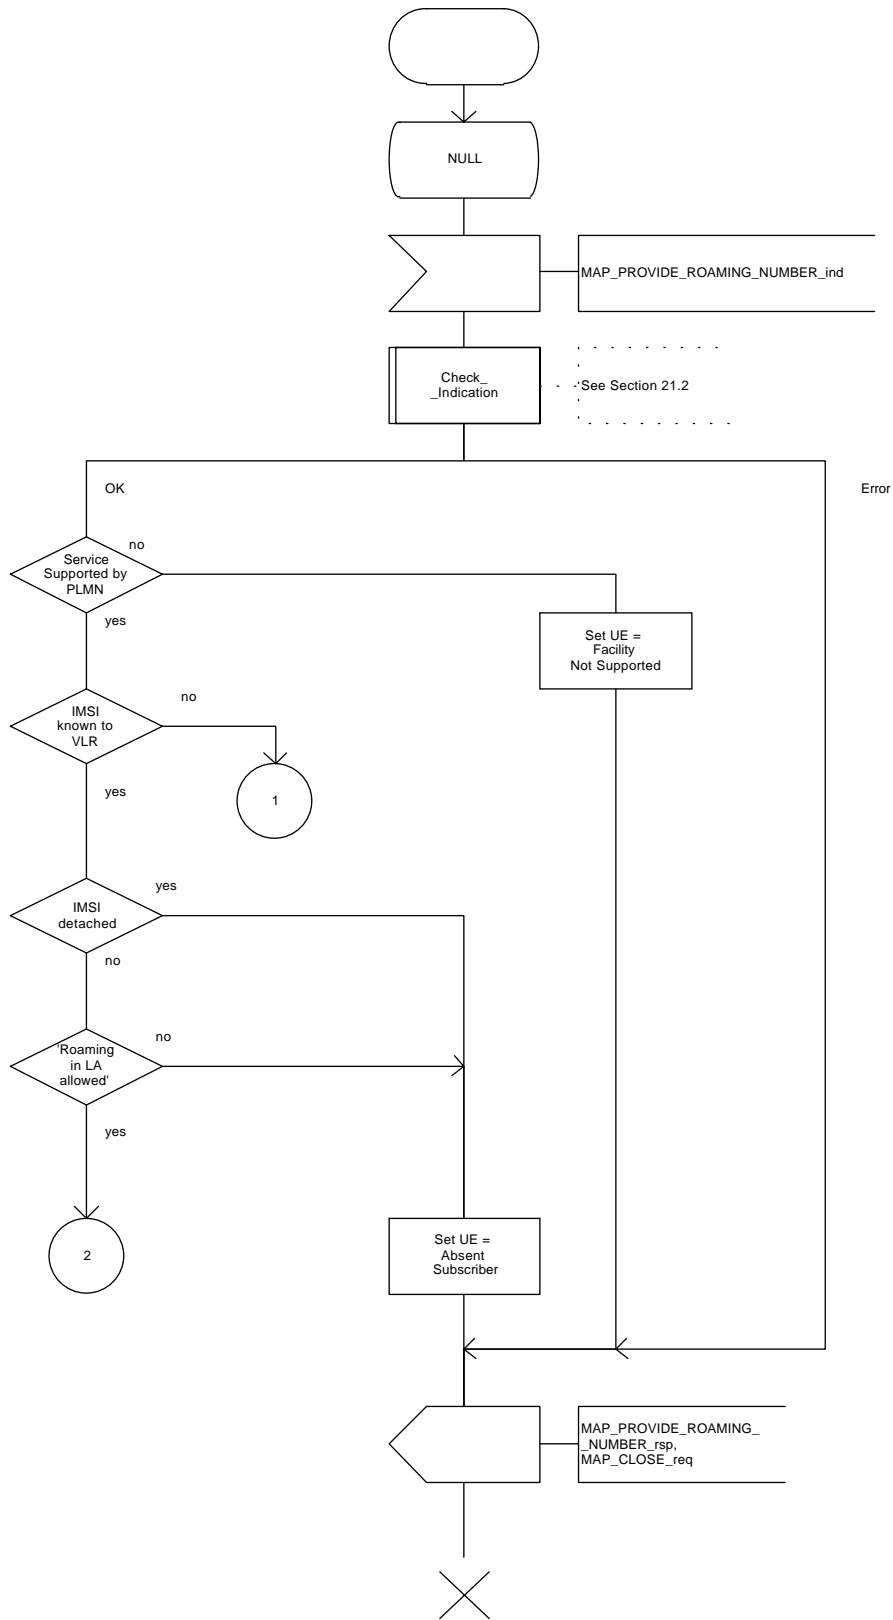 NULL
MAP_PROVIDE_ROAMING_NUMBER_ind
Check_
_Indication
See Section 21.2
OK
Error
no
Service
Supported by
PLMN
yes
Set UE =
Facility
Not Supported
no
IMSI
known to
VLR
yes
1
yes
IMSI
detached
no
no
'Roaming
in LA
allowed'
yes
2
Set UE =
Absent
Subscriber
MAP_PROVIDE_ROAMING_
_NUMBER_rsp,
MAP_CLOSE_req